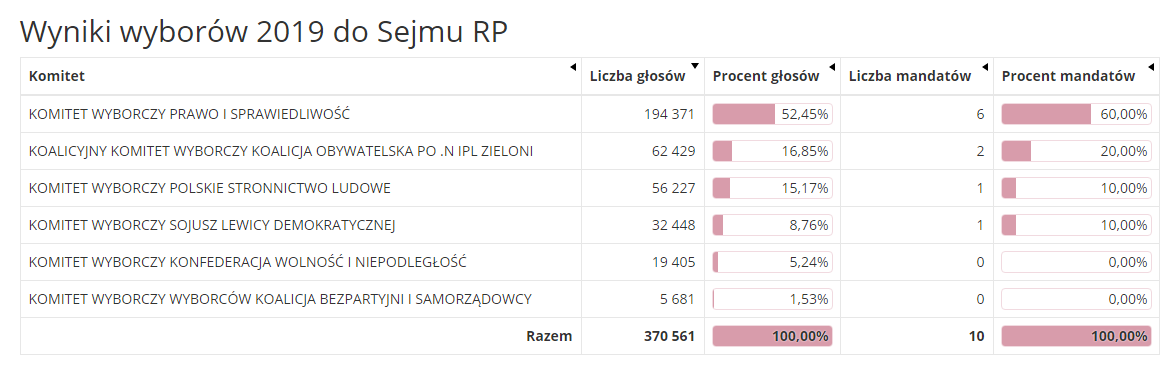 Wyniki wyborów 2019 do Sejmu RP
Komitet Liczba głosów Procent głosów Liczba mandatów Procent mandatów
KOMITET WYBORCZY PRAWO I SPRAWIEDLIWOŚĆ 194 371 52,45% 6 60,00%
KOALICYJNY KOMITET WYBORCZY KOALICJA OBYWATELSKA PO .N IPL ZIELONI 62 429 16,85% 2 20,00%
KOMITET WYBORCZY POLSKIE STRONNICTWO LUDOWE 56 227 15,17% 1 10,00%
KOMITET WYBORCZY SOJUSZ LEWICY DEMOKRATYCZNEJ 32 448 8,76% 1 10,00%
KOMITET WYBORCZY KONFEDERACJA WOLNOŚĆ I NIEPODLEGŁOŚĆ 19 405 5,24% 0 0,00%
KOMITET WYBORCZY WYBORCÓW KOALICJA BEZPARTYJNI I SAMORZĄDOWCY 5 681 1,53% 0 0,00%
Razem 370 561 100,00% 10 100,00%